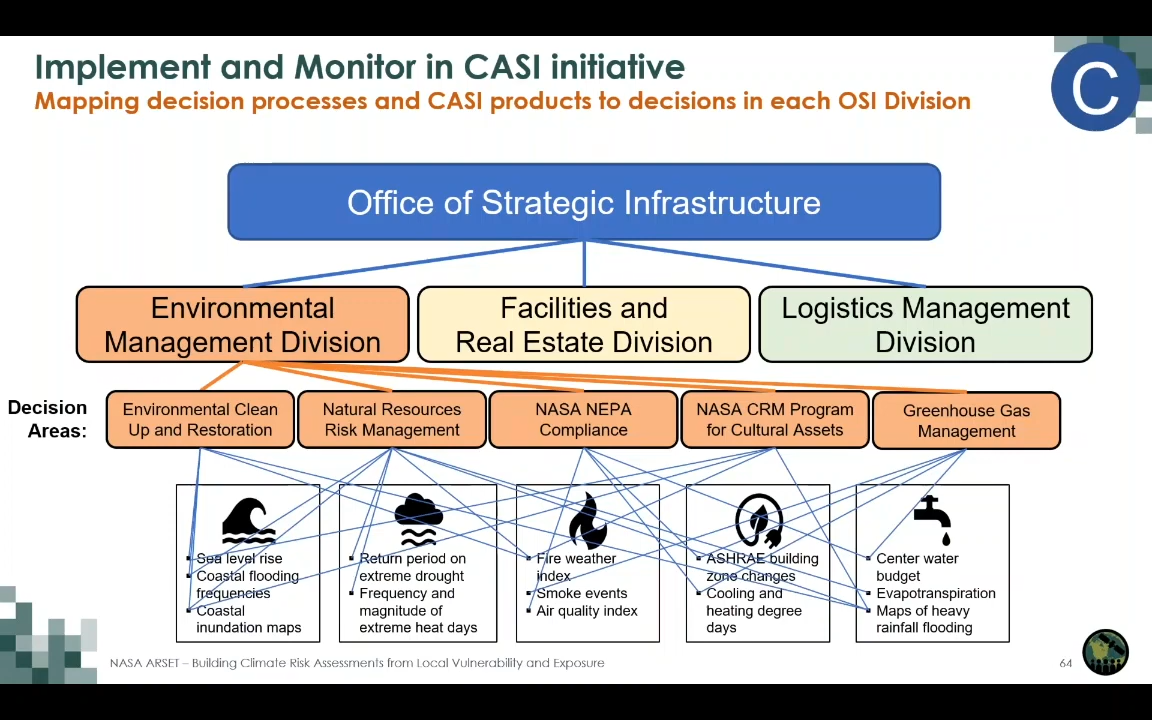 Implement and Monitor in CASI initiative
Mapping decision processes and CASI products to decisions in each OSI Division
C
Office of Strategic Infrastructure
Environmental
Management Division
Facilities and
Real Estate Division
Logistics Management
Division
Decision
Areas:
Environmental Clean
Up and Restoration
Natural Resources
Risk Management
NASA NEPA
Compliance
NASA CRM Program
for Cultural Assets
Greenhouse Gas
Management
▪ Sea level rise
▪ Coastal flooding
frequencies
▪ Coastal
inundation maps
▪ Return period on
extreme drought
▪ Frequency and
magnitude of
extreme heat days
▪ Fire weather
index
▪ Smoke events
▪ Air quality index
▪ ASHRAE building
zone changes
▪ Cooling and
heating degree
days
▪ Center water
budget
▪ Evapotranspiration
▪ Maps of heavy
rainfall flooding
NASA ARSET – Building Climate Risk Assessments from Local Vulnerability and Exposure
64